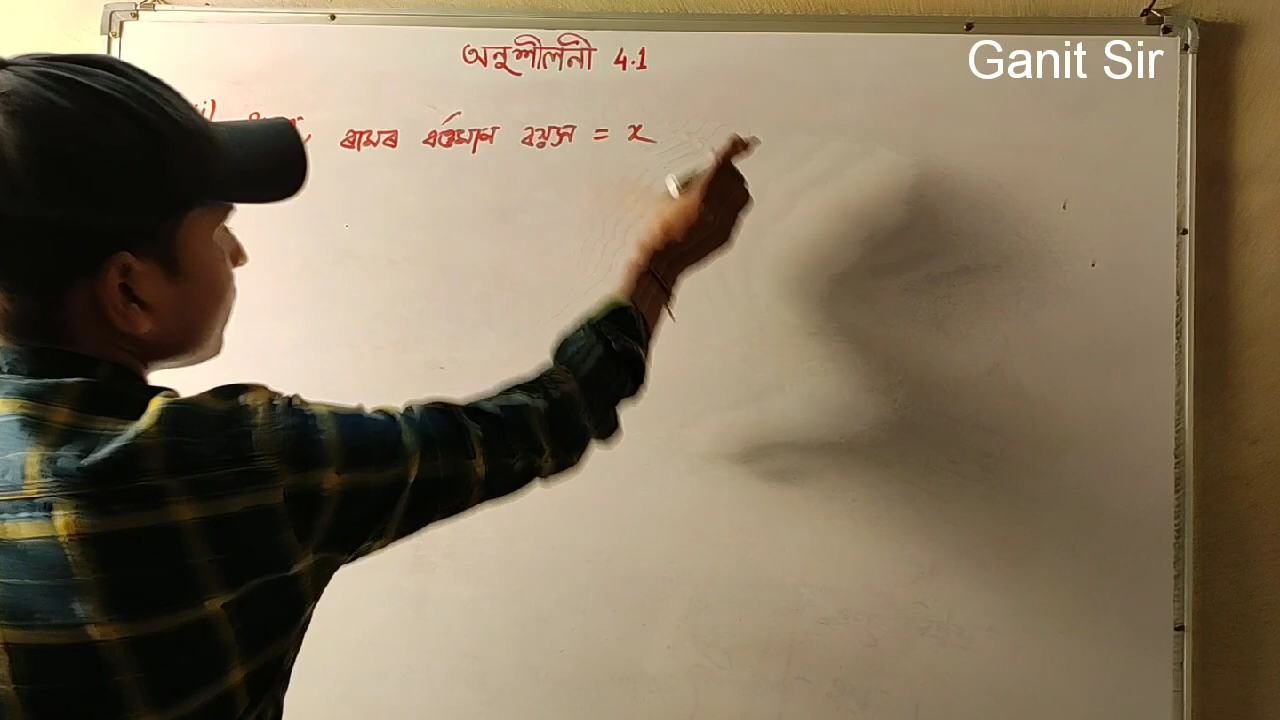 অনুশীলনী 4.1
Ganit Sir
ৰামৰ বৰ্তমান বয়স = x